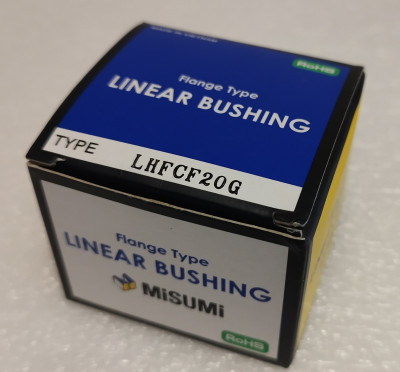 RoHS
Flange Type
LINEAR BUSHING
TYPE LHFCF20G
Flange Type
LINEAR BUSHING
MiSUMi
RoHS